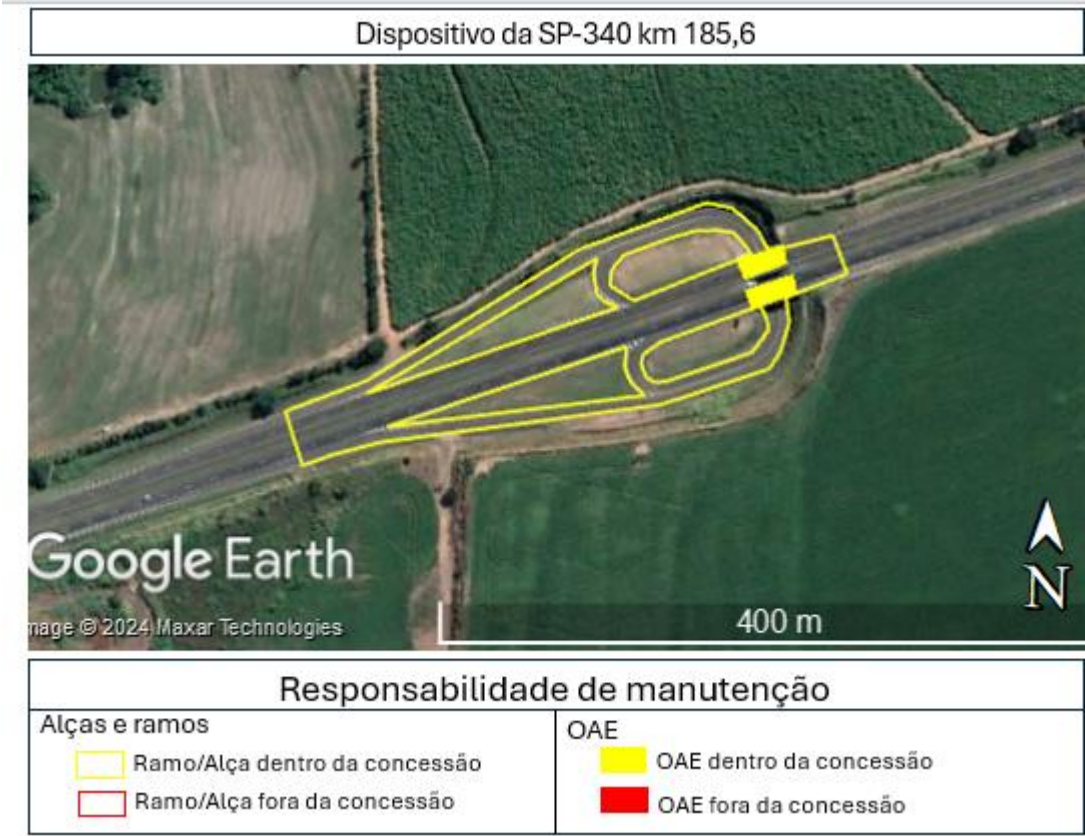 Dispositivo da SP-340 km 185,6
Google Earth
mage © 2024 Maxar Technologies
400 m
N
Responsabilidade de manutenção
Alças e ramos
Ramo/Alça dentro da concessão
Ramo/Alça fora da concessão
OAE
OAE dentro da concessão
OAE fora da concessão